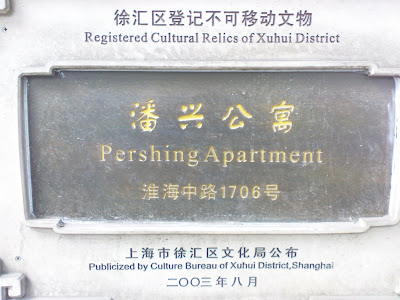 徐汇区登记不可移动文物
Registered Cultural Relics of Xuhui District
潘兴公寓
Pershing Apartment
淮海中路1706号
上海市徐汇区文化局公布
Publicized by Culture Bureau of Xuhui District,Shanghai
二〇〇三年八月